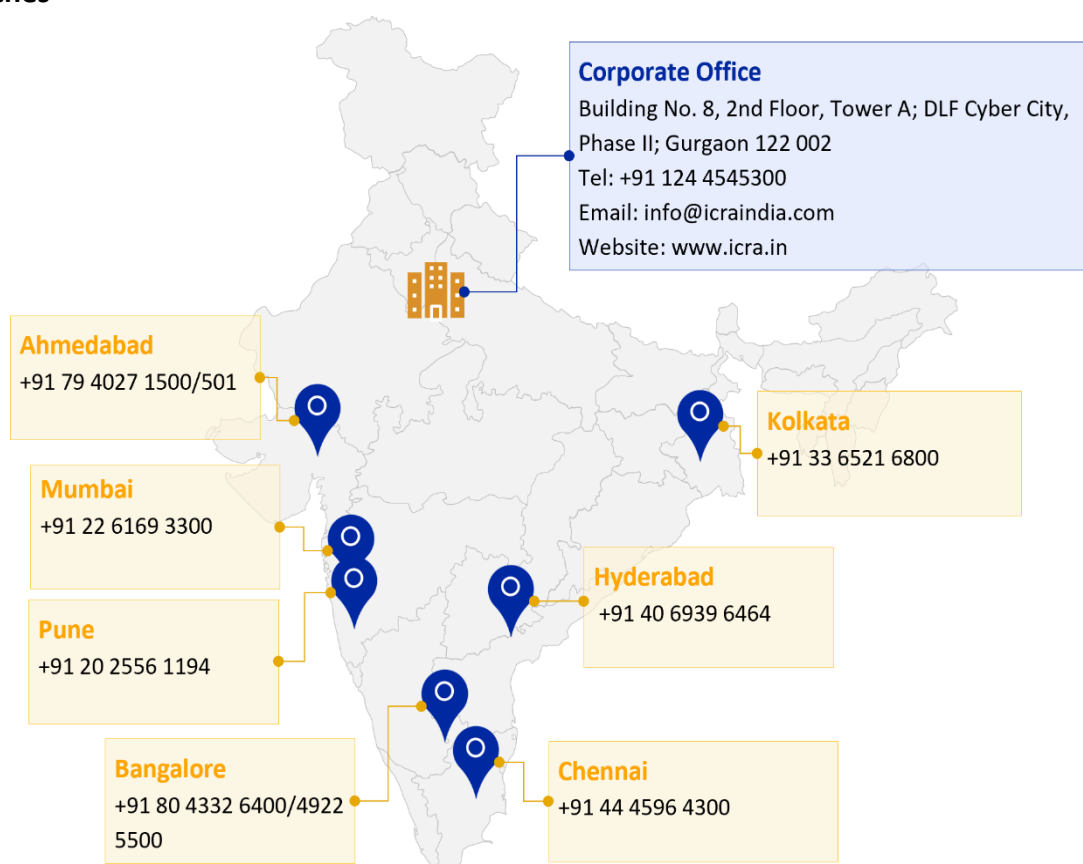 Corporate Office
Building No. 8, 2nd Floor, Tower A; DLF Cyber City,
Phase II; Gurgaon 122 002
Tel: +91 124 4545300
Email: info@icraindia.com
Website: www.icra.in
Ahmedabad
+91 79 4027 1500/501
Kolkata
+91 33 6521 6800
Mumbai
+91 22 6169 3300
Hyderabad
+91 40 6939 6464
Pune
+91 20 2556 1194
Bangalore
+91 80 4332 6400/4922
5500
Chennai
+91 44 4596 4300